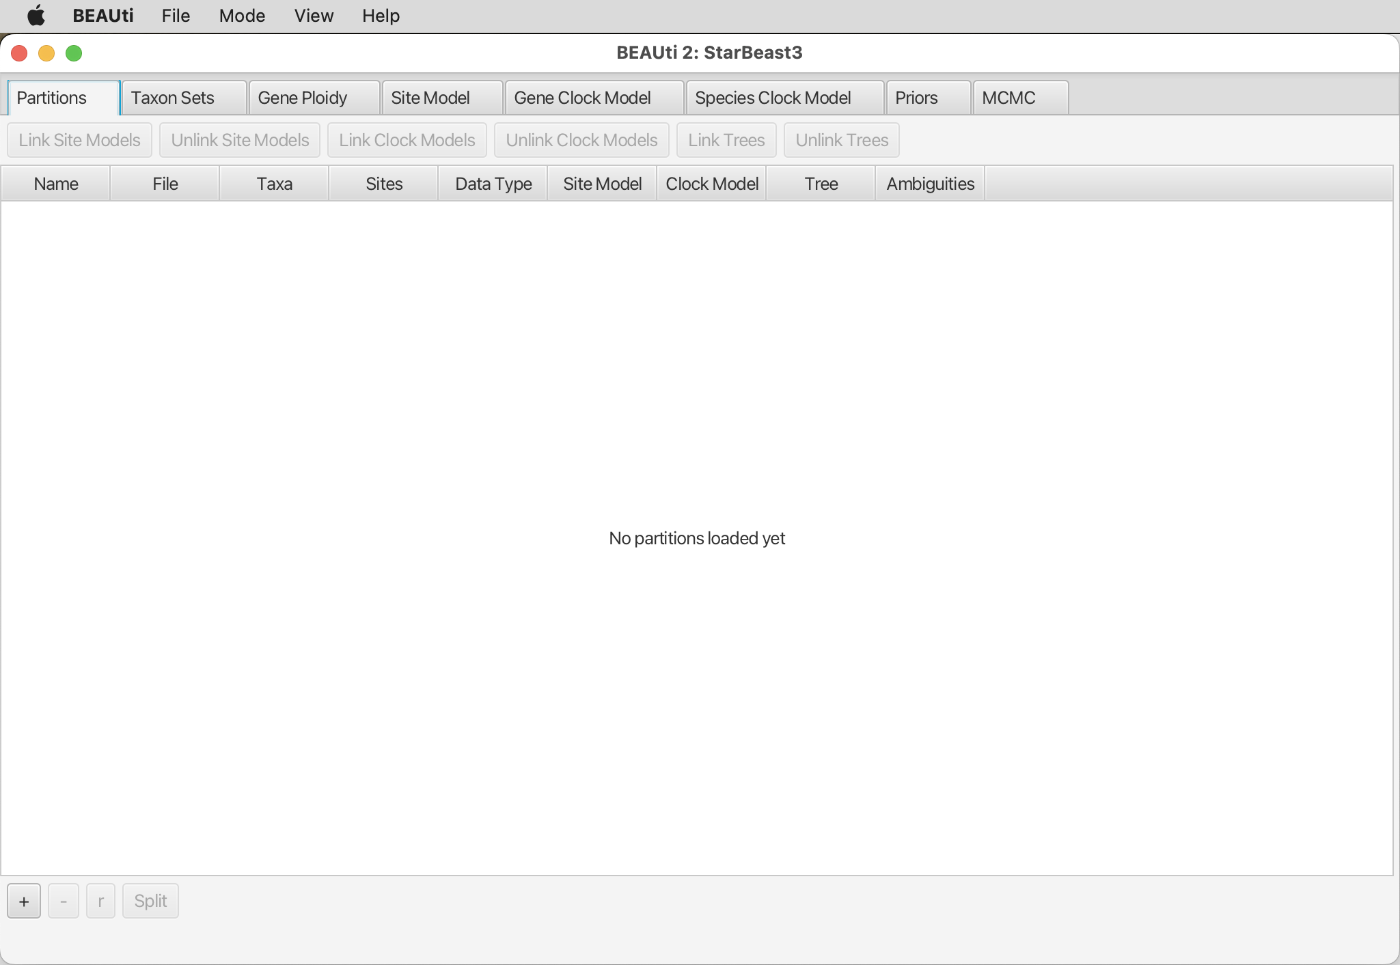 BEAUti File Mode View Help
BEAUti 2: StarBeast3
Partitions Taxon Sets Gene Ploidy Site Model Gene Clock Model Species Clock Model Priors MCMC
Link Site Models Unlink Site Models Link Clock Models Unlink Clock Models Link Trees Unlink Trees
Name File Taxa Sites Data Type Site Model Clock Model Tree Ambiguities
No partitions loaded yet
+ - r Split